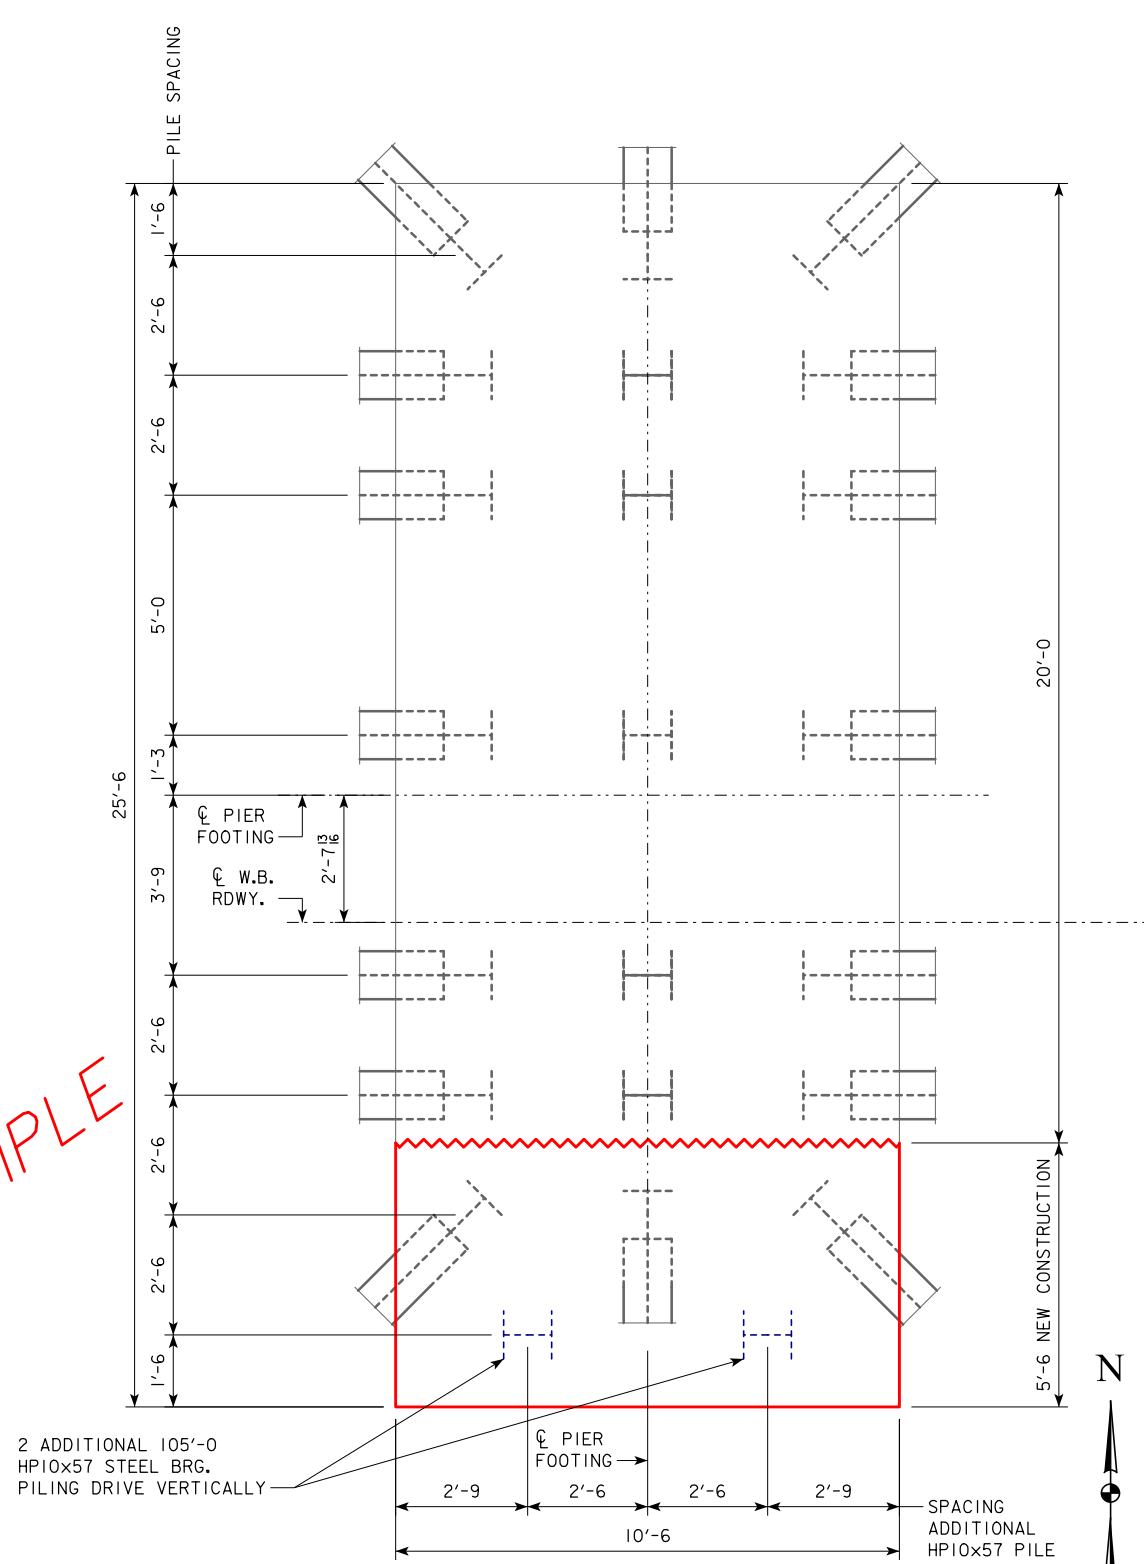 PILE SPACING
1'-6
2'-6
2'-6
5'-0
1'-3
25'-6
20'-0
℄ PIER
FOOTING
2'-7 13/16
3'-9
℄ W.B.
RDWY.
2'-6
2'-6
2'-6
1'-6
MPLE
5'-6 NEW CONSTRUCTION
N
2 ADDITIONAL 105'-0
HP10x57 STEEL BRG.
PILING DRIVE VERTICALLY
℄ PIER
FOOTING
2'-9
2'-6
2'-6
2'-9
10'-6
SPACING
ADDITIONAL
HP10x57 PILE